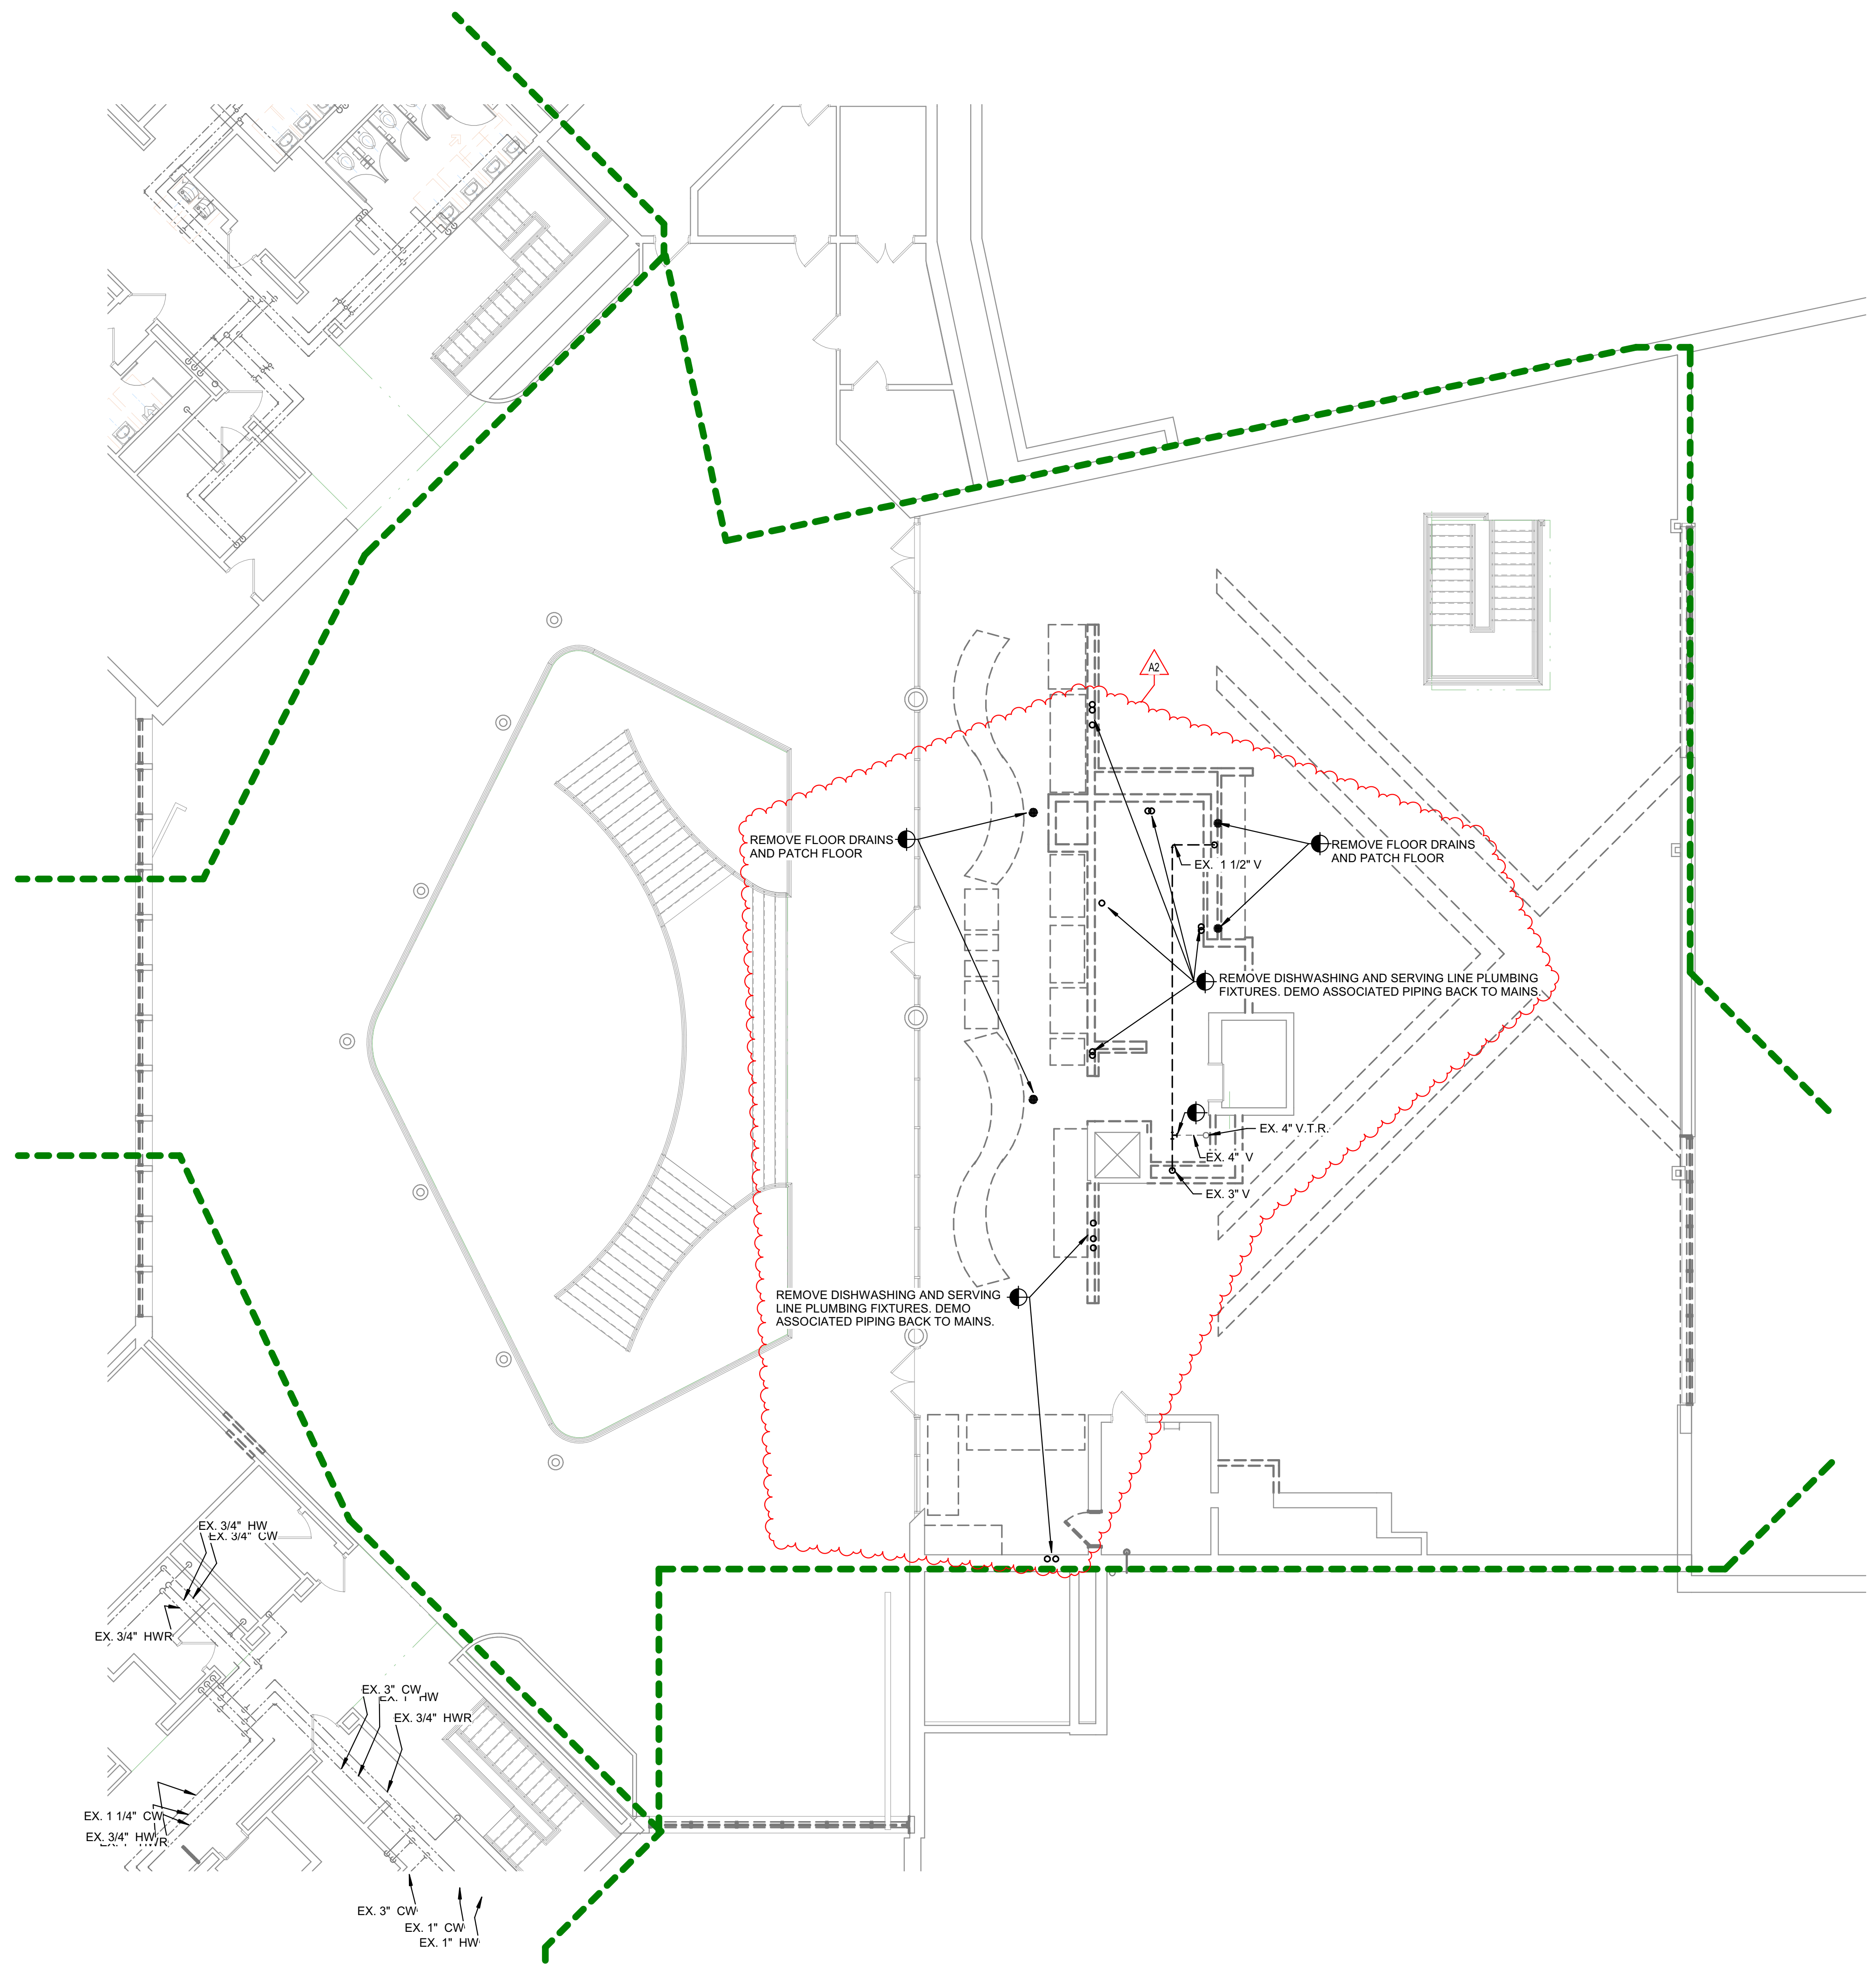 A2
REMOVE FLOOR DRAINS
AND PATCH FLOOR
REMOVE FLOOR DRAINS
AND PATCH FLOOR
EX. 1 1/2" V
REMOVE DISHWASHING AND SERVING LINE PLUMBING
FIXTURES. DEMO ASSOCIATED PIPING BACK TO MAINS.
EX. 4" V.T.R.
EX. 4" V
EX. 3" V
REMOVE DISHWASHING AND SERVING
LINE PLUMBING FIXTURES. DEMO
ASSOCIATED PIPING BACK TO MAINS.
EX. 3/4" HW
EX. 3/4" CW
EX. 3/4" HWR
EX. 3" CW
EX. 1" HW
EX. 3/4" HWR
EX. 1 1/4" CW
EX. 3/4" HW
HWR
EX. 3" CW
EX. 1" CW
EX. 1" HW